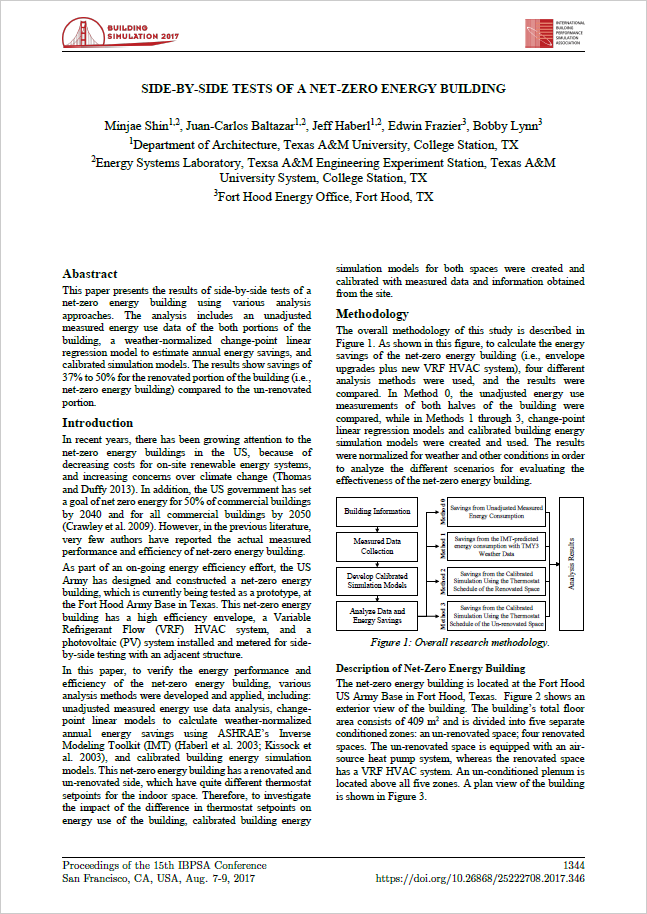 BUILDING
SIMULATION 2017
INTERNATIONAL
BUILDING
PERFORMANCE
SIMULATION
ASSOCIATION
SIDE-BY-SIDE TESTS OF A NET-ZERO ENERGY BUILDING
Minjae Shin1,2, Juan-Carlos Baltazar1,2, Jeff Haberl1,2, Edwin Frazier3, Bobby Lynn3
1Department of Architecture, Texas A&M University, College Station, TX
2Energy Systems Laboratory, Texsa A&M Engineering Experiment Station, Texas A&M
University System, College Station, TX
3Fort Hood Energy Office, Fort Hood, TX
Abastract
This paper presents the results of side-by-side tests of a
net-zero energy building using various analysis
approaches. The analysis includes an unadjusted
measured energy use data of the both portions of the
building, a weather-normalized change-point linear
regression model to estimate annual energy savings, and
calibrated simulation models. The results show savings of
37% to 50% for the renovated portion of the building (i.e.,
net-zero energy building) compared to the un-renovated
portion.
Introduction
In recent years, there has been growing attention to the
net-zero energy buildings in the US, because of
decreasing costs for on-site renewable energy systems,
and increasing concerns over climate change (Thomas
and Duffy 2013). In addition, the US government has set
a goal of net zero energy for 50% of commercial buildings
by 2040 and for all commercial buildings by 2050
(Crawley et al. 2009). However, in the previous literature,
very few authors have reported the actual measured
performance and efficiency of net-zero energy building.
As part of an on-going energy efficiency effort, the US
Army has designed and constructed a net-zero energy
building, which is currently being tested as a prototype, at
the Fort Hood Army Base in Texas. This net-zero energy
building has a high efficiency envelope, a Variable
Refrigerant Flow (VRF) HVAC system, and a
photovoltaic (PV) system installed and metered for side-
by-side testing with an adjacent structure.
In this paper, to verify the energy performance and
efficiency of the net-zero energy building, various
analysis methods were developed and applied, including:
unadjusted measured energy use data analysis, change-
point linear models to calculate weather-normalized
annual energy savings using ASHRAE's Inverse
Modeling Toolkit (IMT) (Haberl et al. 2003; Kissock et
al. 2003), and calibrated building energy simulation
models. This net-zero energy building has a renovated and
un-renovated side, which have quite different thermostat
setpoints for the indoor space. Therefore, to investigate
the impact of the difference in thermostat setpoints on
energy use of the building, calibrated building energy
simulation models for both spaces were created and
calibrated with measured data and information obtained
from the site.
Methodology
The overall methodology of this study is described in
Figure 1. As shown in this figure, to calculate the energy
savings of the net-zero energy building (i.e., envelope
upgrades plus new VRF HVAC system), four different
analysis methods were used, and the results were
compared. In Method 0, the unadjusted energy use
measurements of both halves of the building were
compared, while in Methods 1 through 3, change-point
linear regression models and calibrated building energy
simulation models were created and used. The results
were normalized for weather and other conditions in order
to analyze the different scenarios for evaluating the
effectiveness of the net-zero energy building.
Building Information
Measured Data
Collection
Develop Calibrated
Simulation Models
Analyze Data and
Energy Savings
Method 0
Savings from Unadjusted Measured
Energy Consumption
Method 1
Savings from the IMT-predicted
energy consumption with TMY3
Weather Data
Method 2
Savings from the Calibrated
Simulation Using the Thermostat
Schedule of the Renovated Space
Method 3
Savings from the Calibrated
Simulation Using the Thermostat
Schedule of the Un-renovated Space
Analysis Results
Figure 1: Overall research methodology.
Description of Net-Zero Energy Building
The net-zero energy building is located at the Fort Hood
US Army Base in Fort Hood, Texas. Figure 2 shows an
exterior view of the building. The building's total floor
area consists of 409 m2 and is divided into five separate
conditioned zones: an un-renovated space; four renovated
spaces. The un-renovated space is equipped with an air-
source heat pump system, whereas the renovated space
has a VRF HVAC system. An un-conditioned plenum is
located above all five zones. A plan view of the building
is shown in Figure 3.
Proceedings of the 15th IBPSA Conference
San Francisco, CA, USA, Aug. 7-9, 2017
1344
https://doi.org/10.26868/25222708.2017.346